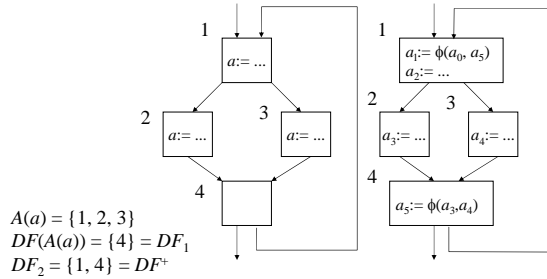 1
a:= ...
2
a:= ...
3
a:= ...
4
A(a) = {1, 2, 3}
DF(A(a)) = {4} = DF₁
DF₂ = {1, 4} = DF⁺
1
a₁:= ϕ(a₀, a₅)
a₂:= ...
2
a₃:= ...
3
a₄:= ...
4
a₅:= ϕ(a₃,a₄)